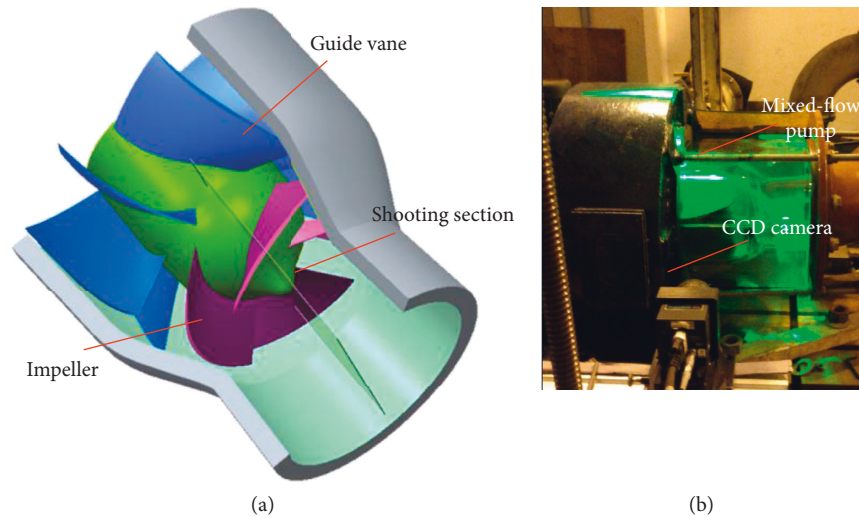 Guide vane
Shooting section
Impeller
(a)
Mixed-flow
pump
CCD camera
(b)